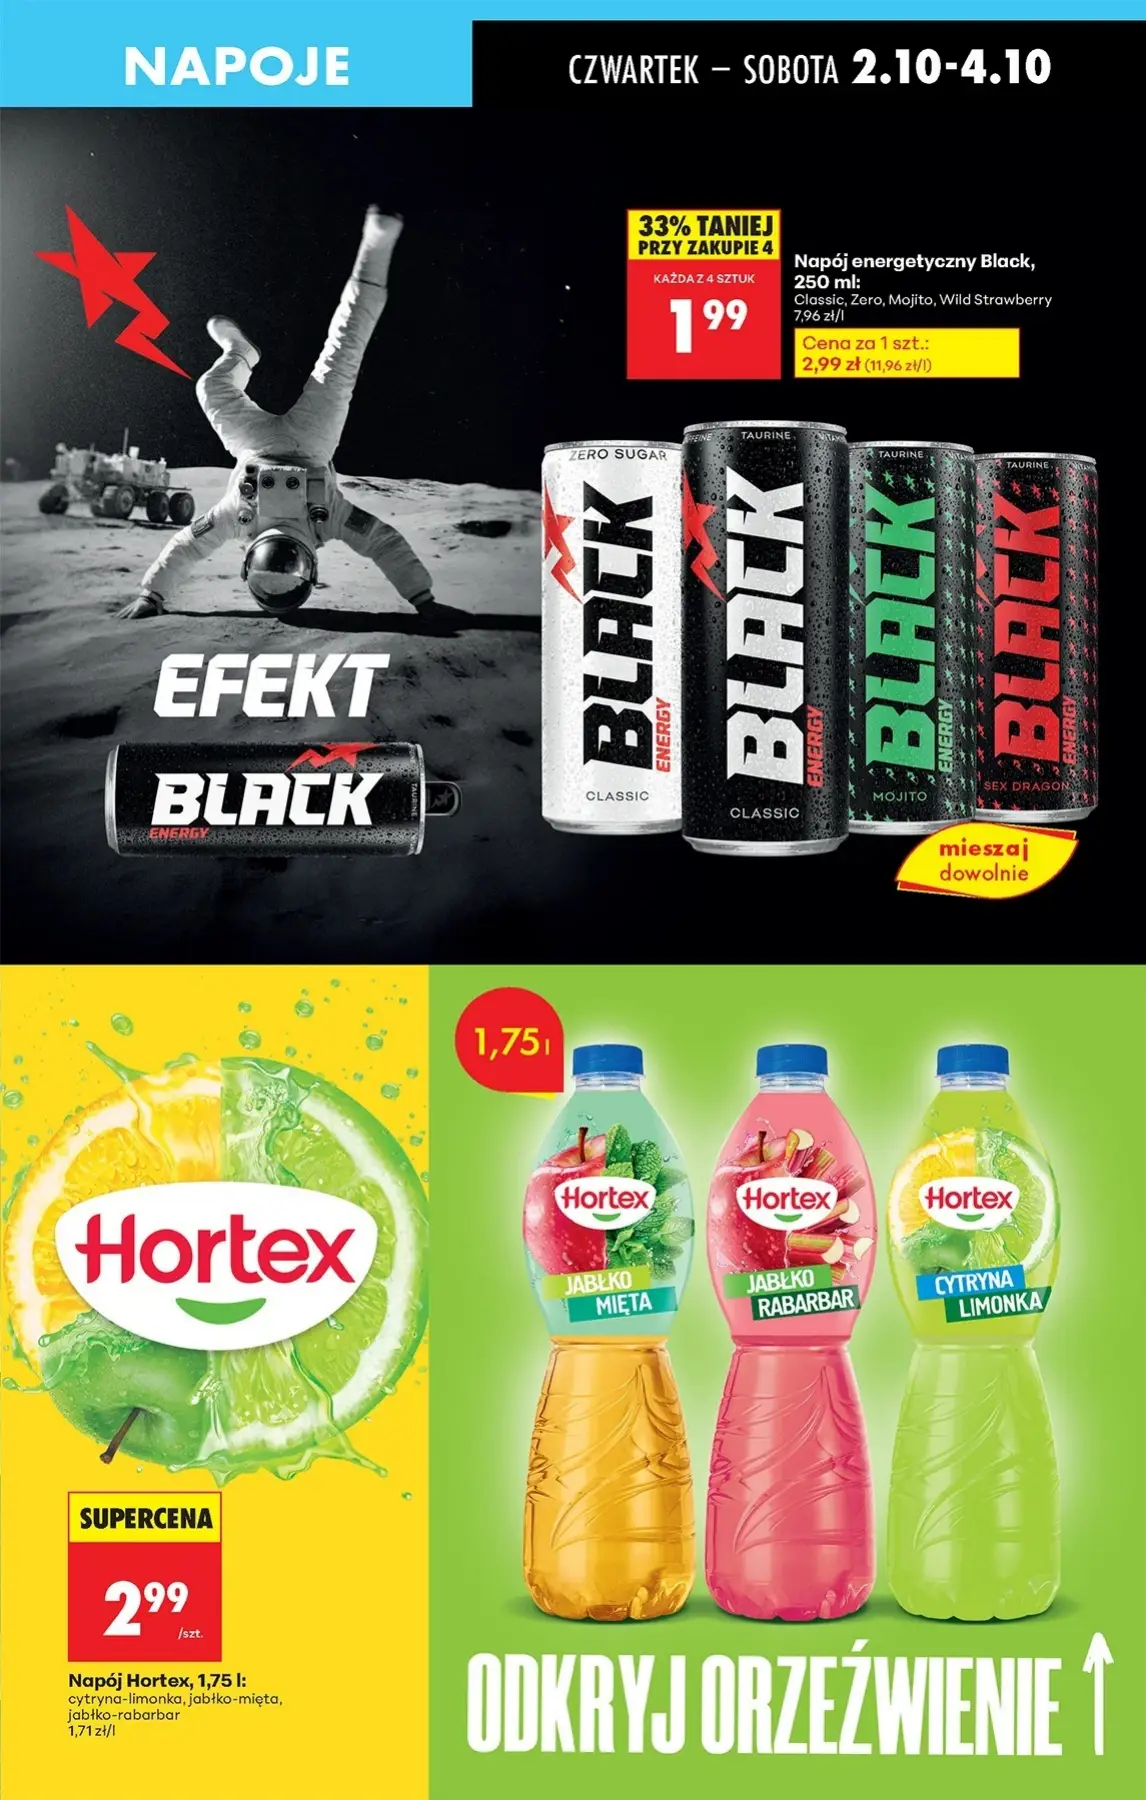 NAPOJE
CZWARTEK – SOBOTA 2.10-4.10
33% TANIEJ
PRZY ZAKUPIE 4
KAŻDA Z 4 SZTUK
1 99
Napój energetyczny Black,
250 ml:
Classic, Zero, Mojito, Wild Strawberry
7,96 zł/l
Cena za 1 szt.:
2,99 zł (11,96 zł/l)
ZERO SUGAR
BLACK
ENERGY
CLASSIC
TAURINE
BLACK
ENERGY
CLASSIC
TAURINE
BLACK
ENERGY
MOJITO
TAURINE
BLACK
ENERGY
SEX DRAGON
mieszaj
dowolnie
EFEKT
BLACK
ENERGY
TAURINE
Hortex
SUPERCENA
2 99
/szt.
Napój Hortex, 1,75 l:
cytryna-limonka, jabłko-mięta,
jabłko-rabarbar
1,71 zł/l
1,75 l
Hortex
JABŁKO
MIĘTA
Hortex
JABŁKO
RABARBAR
Hortex
CYTRYNA
LIMONKA
ODKRYJ ORZEŹWIENIE